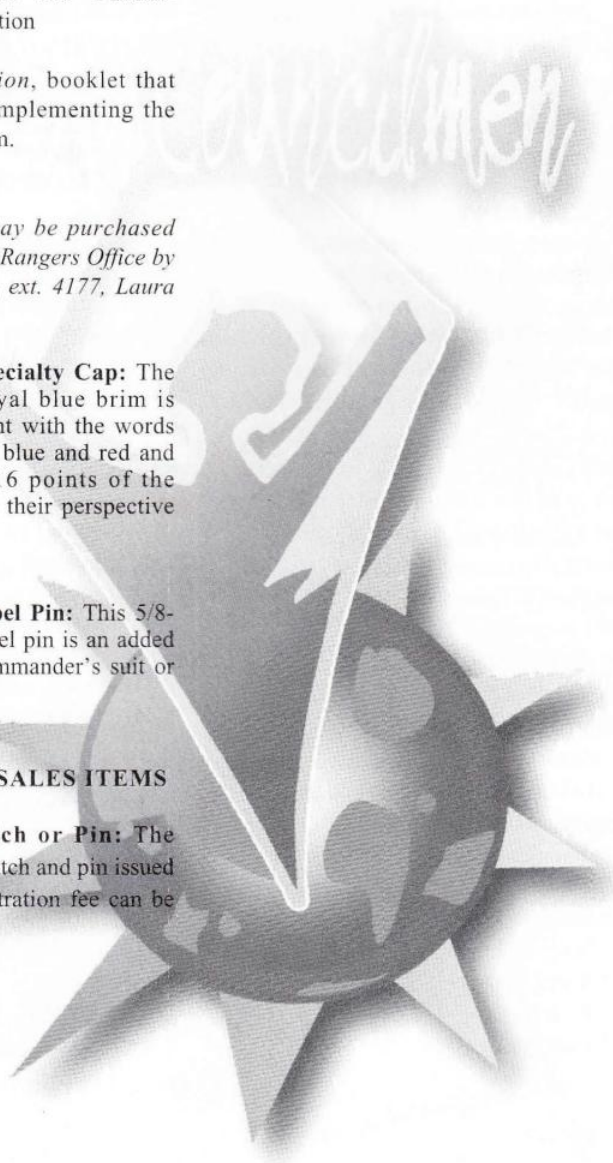 tion
ion, booklet that
mplementing the
m.
Councilmen
ay be purchased
Rangers Office by
ext. 4177, Laura
ecialty Cap: The
yal blue brim is
nt with the words
blue and red and
6 points of the
their perspective
pel Pin: This 5/8-
el pin is an added
mmander's suit or
SALES ITEMS
ch or Pin: The
tch and pin issued
tration fee can be